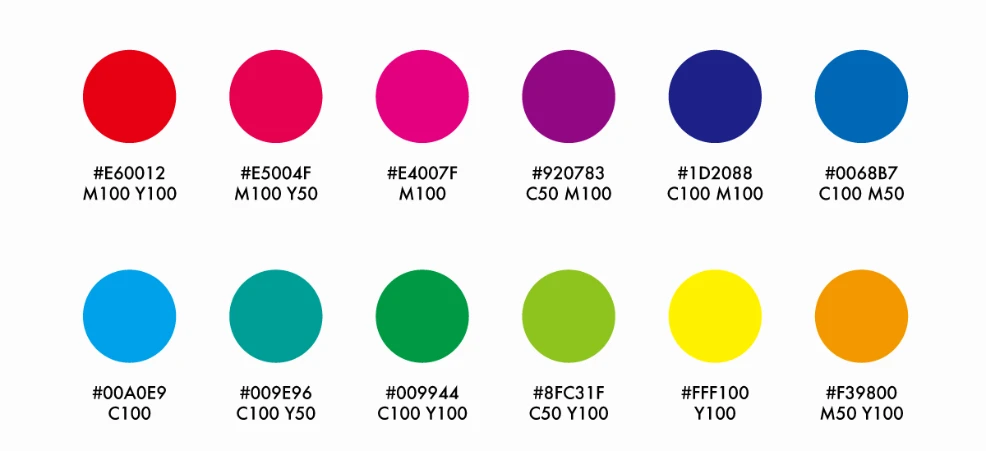 #E60012
M100 Y100
#E5004F
M100 Y50
#E4007F
M100
#920783
C50 M100
#1D2088
C100 M100
#0068B7
C100 M50
#00A0E9
C100
#009E96
C100 Y50
#009944
C100 Y100
#8FC31F
C50 Y100
#FFF100
Y100
#F39800
M50 Y100